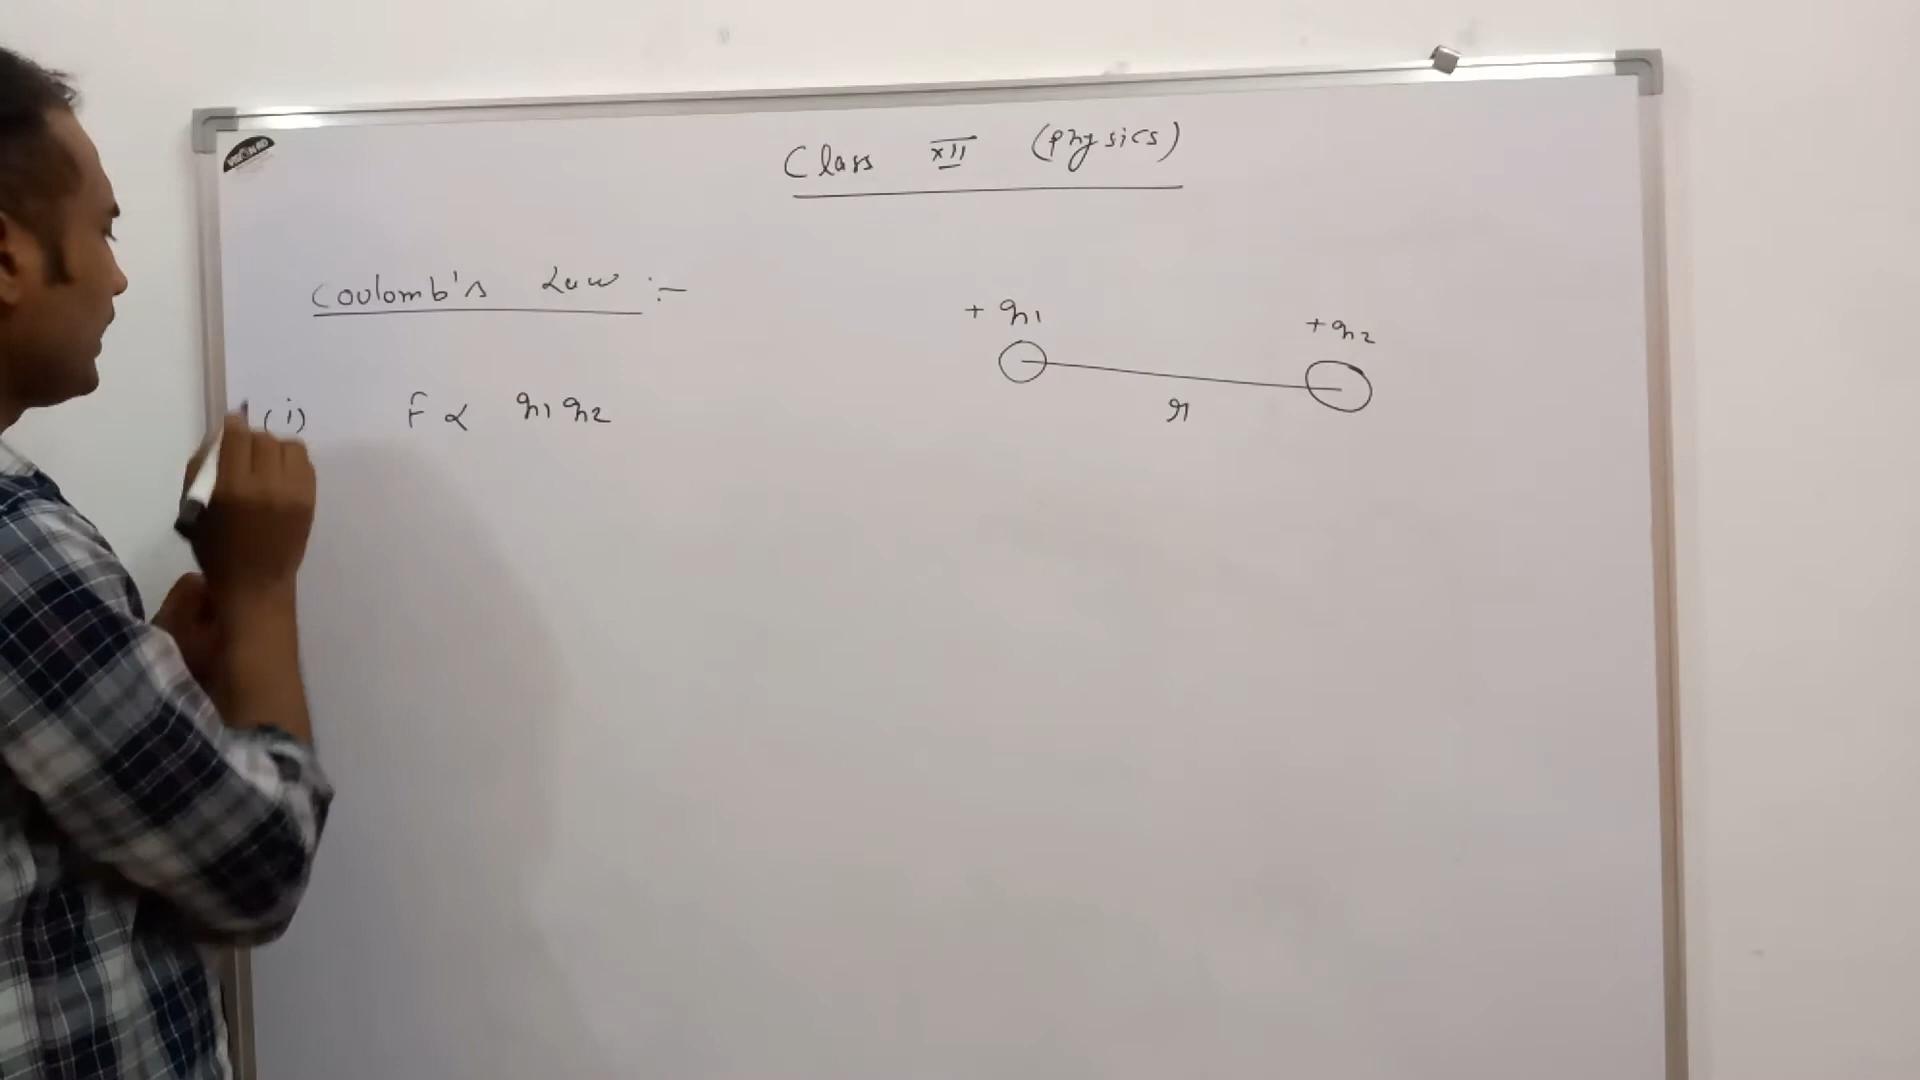 Class XII (Physics)
Coulomb's Law :-
+ q1
+q2
r
(i) F ∝ q1 q2